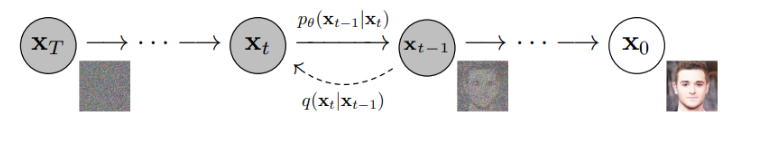 p_θ(x_{t−1}|x_t)
x_T ⟶ ··· ⟶ x_t ⟶ x_{t−1} ⟶ ··· ⟶ x_0
q(x_t|x_{t−1})